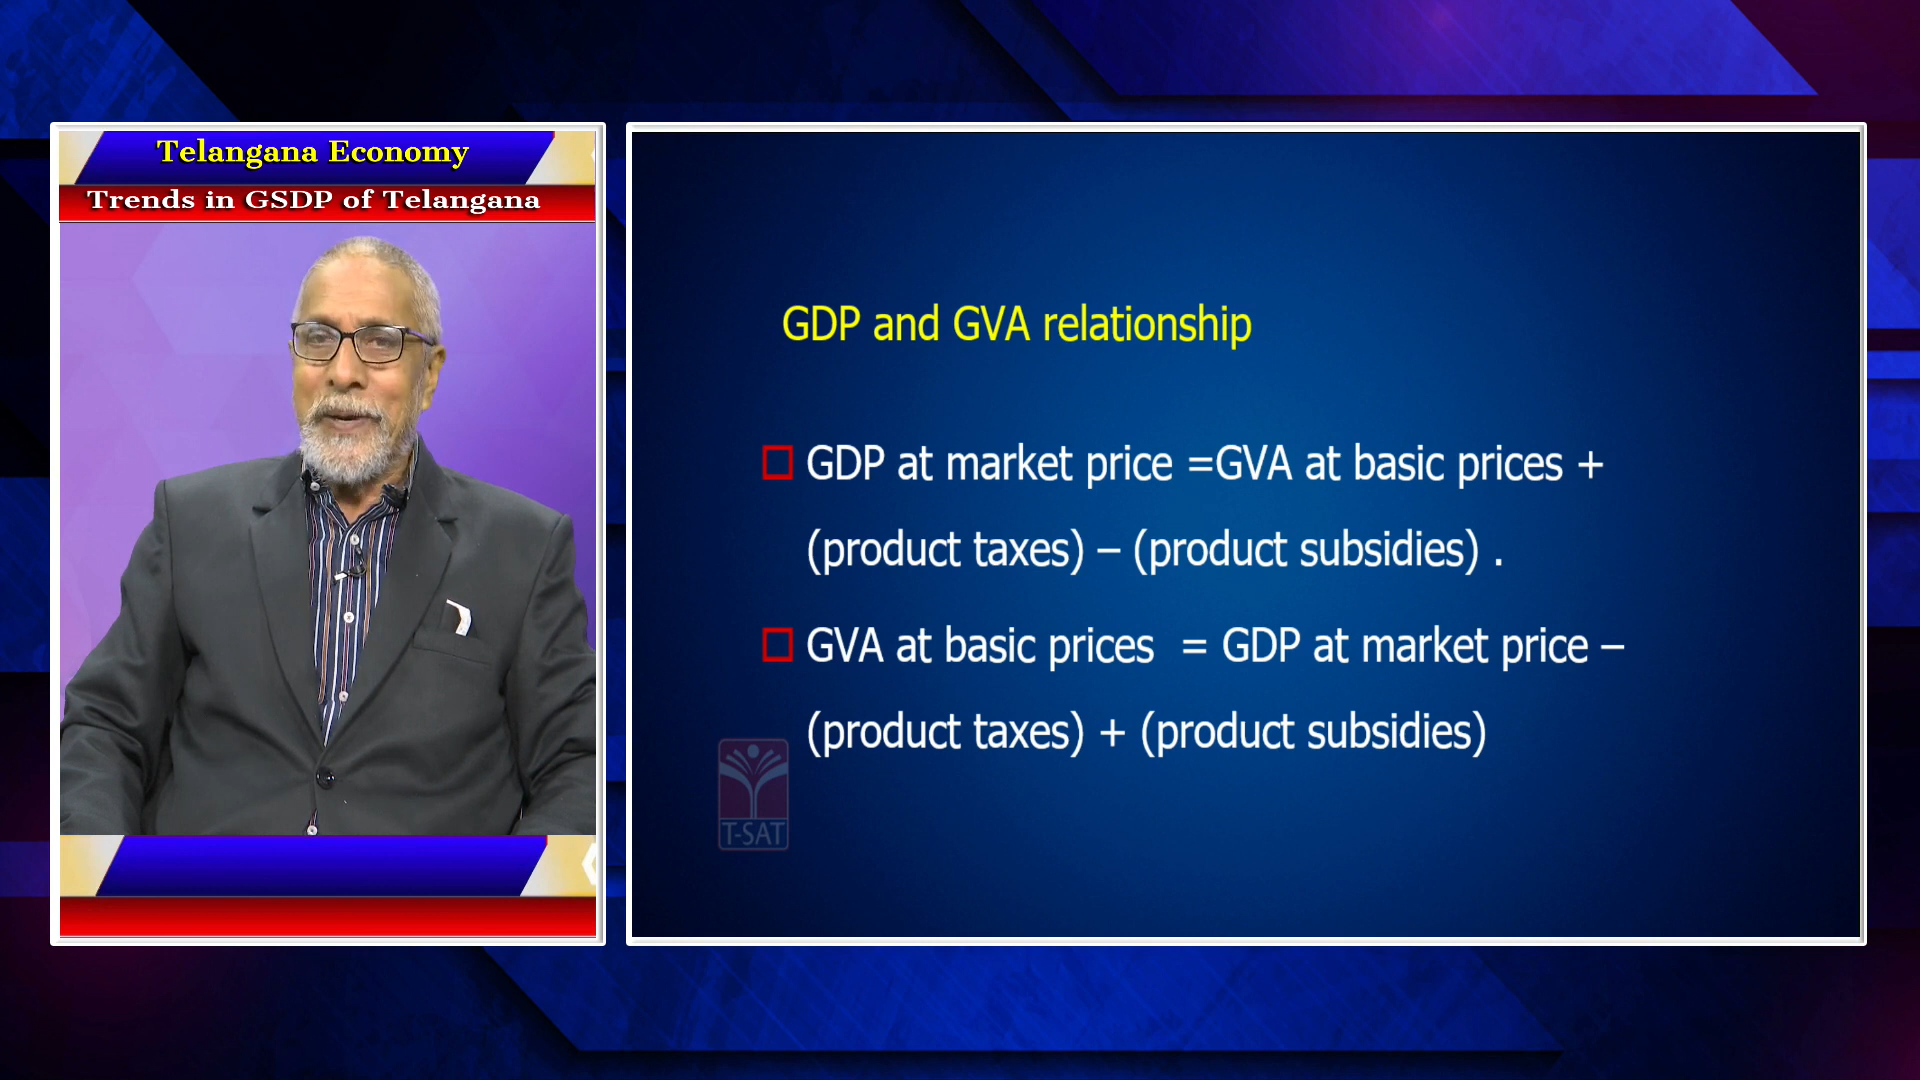 Telangana Economy
Trends in GSDP of Telangana
GDP and GVA relationship
GDP at market price =GVA at basic prices +
(product taxes) – (product subsidies) .
GVA at basic prices = GDP at market price –
(product taxes) + (product subsidies)
T-SAT